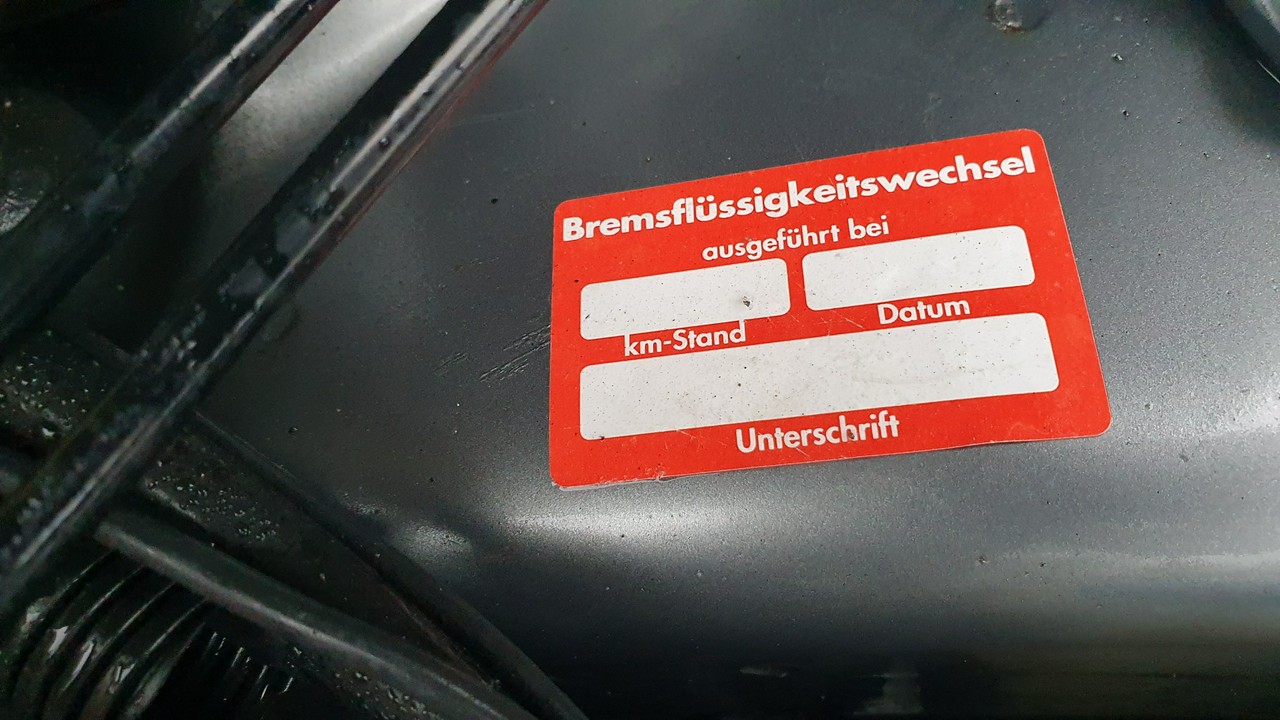 Bremsflüssigkeitswechsel
ausgeführt bei
km-Stand
Datum
Unterschrift